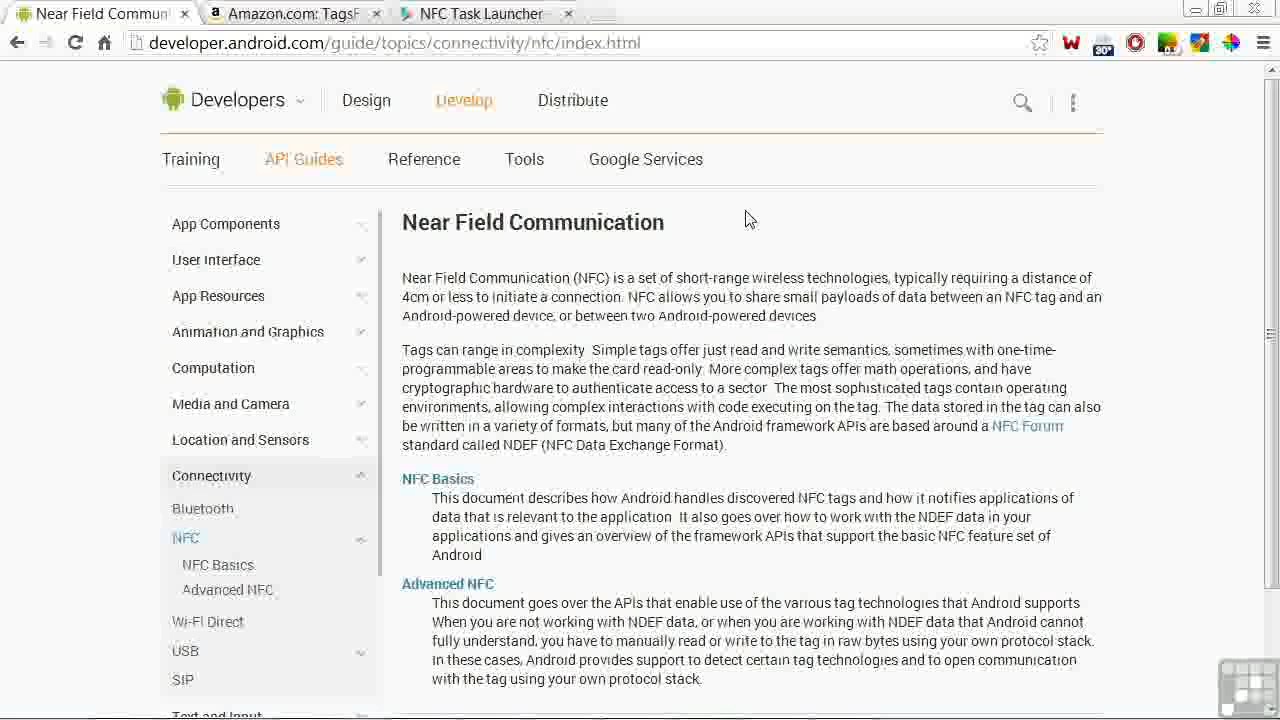 Near Field Communi
Amazon.com: TagsF
NFC Task Launcher
developer.android.com/guide/topics/connectivity/nfc/index.html
W
30°
Developers
Design
Develop
Distribute
Training
API Guides
Reference
Tools
Google Services
App Components
User Interface
App Resources
Animation and Graphics
Computation
Media and Camera
Location and Sensors
Connectivity
Bluetooth
NFC
NFC Basics
Advanced NFC
Wi-Fi Direct
USB
SIP
Text and Input
Near Field Communication
Near Field Communication (NFC) is a set of short-range wireless technologies, typically requiring a distance of
4cm or less to initiate a connection. NFC allows you to share small payloads of data between an NFC tag and an
Android-powered device, or between two Android-powered devices
Tags can range in complexity Simple tags offer just read and write semantics, sometimes with one-time-
programmable areas to make the card read-only. More complex tags offer math operations, and have
cryptographic hardware to authenticate access to a sector The most sophisticated tags contain operating
environments, allowing complex interactions with code executing on the tag. The data stored in the tag can also
be written in a variety of formats, but many of the Android framework APIs are based around a NFC Forum
standard called NDEF (NFC Data Exchange Format).
NFC Basics
This document describes how Android handles discovered NFC tags and how it notifies applications of
data that is relevant to the application It also goes over how to work with the NDEF data in your
applications and gives an overview of the framework APIs that support the basic NFC feature set of
Android
Advanced NFC
This document goes over the APIs that enable use of the various tag technologies that Android supports
When you are not working with NDEF data, or when you are working with NDEF data that Android cannot
fully understand, you have to manually read or write to the tag in raw bytes using your own protocol stack.
In these cases, Android provides support to detect certain tag technologies and to open communication
with the tag using your own protocol stack.